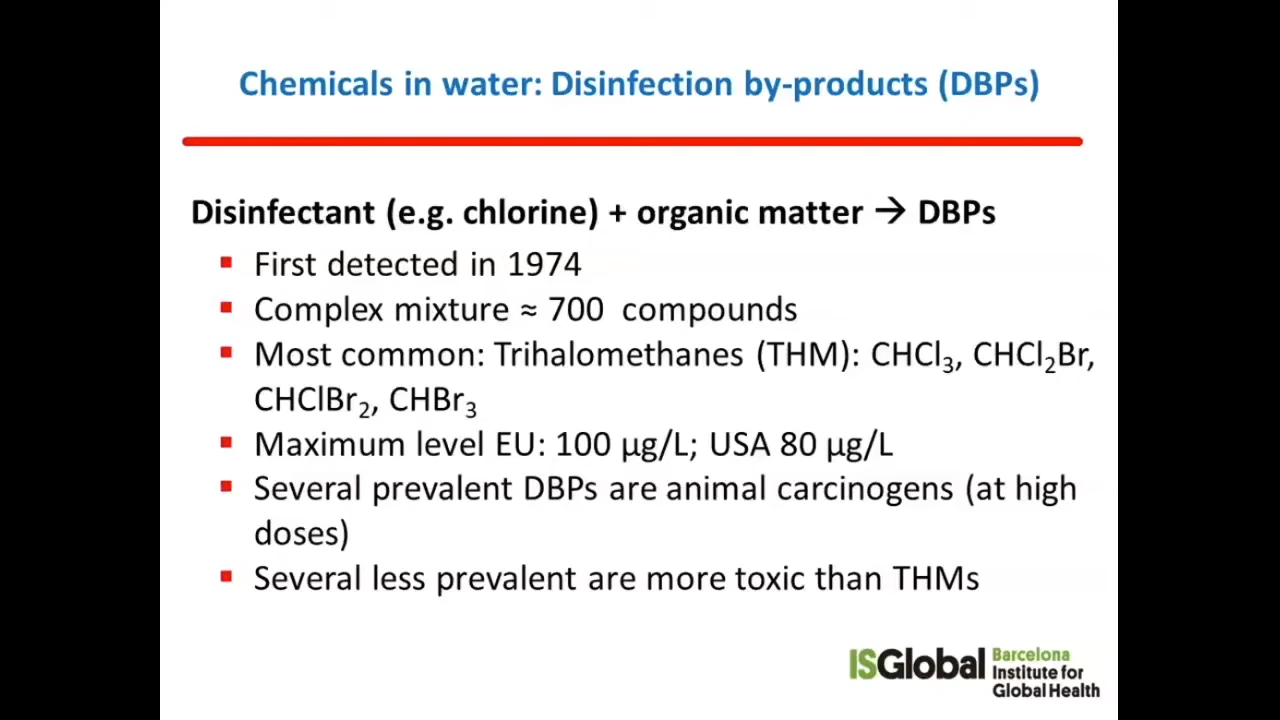 Chemicals in water: Disinfection by-products (DBPs)
Disinfectant (e.g. chlorine) + organic matter → DBPs
▪ First detected in 1974
▪ Complex mixture ≈ 700 compounds
▪ Most common: Trihalomethanes (THM): CHCl₃, CHCl₂Br,
CHClBr₂, CHBr₃
▪ Maximum level EU: 100 µg/L; USA 80 µg/L
▪ Several prevalent DBPs are animal carcinogens (at high
doses)
▪ Several less prevalent are more toxic than THMs
ISGlobal
Barcelona
Institute for
Global Health